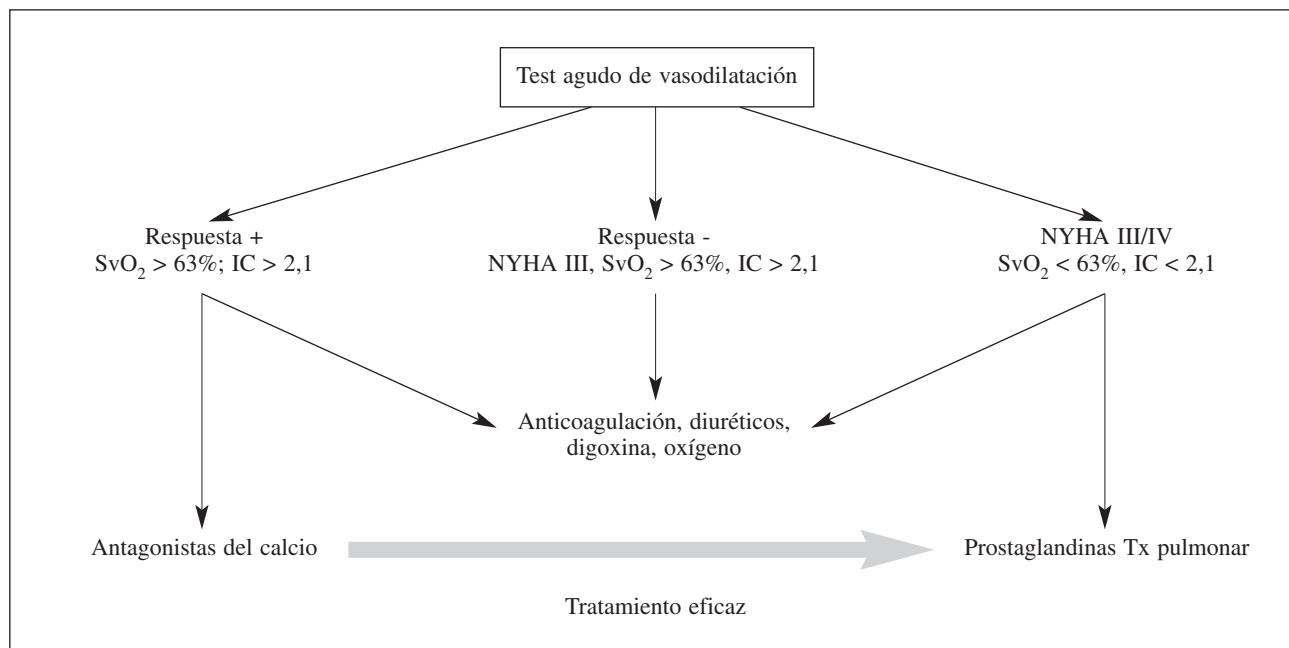 Test agudo de vasodilatación
Respuesta +
SvO₂ > 63%; IC > 2,1
Respuesta -
NYHA III, SvO₂ > 63%, IC > 2,1
NYHA III/IV
SvO₂ < 63%, IC < 2,1
Anticoagulación, diuréticos,
digoxina, oxígeno
Antagonistas del calcio
Prostaglandinas Tx pulmonar
Tratamiento eficaz